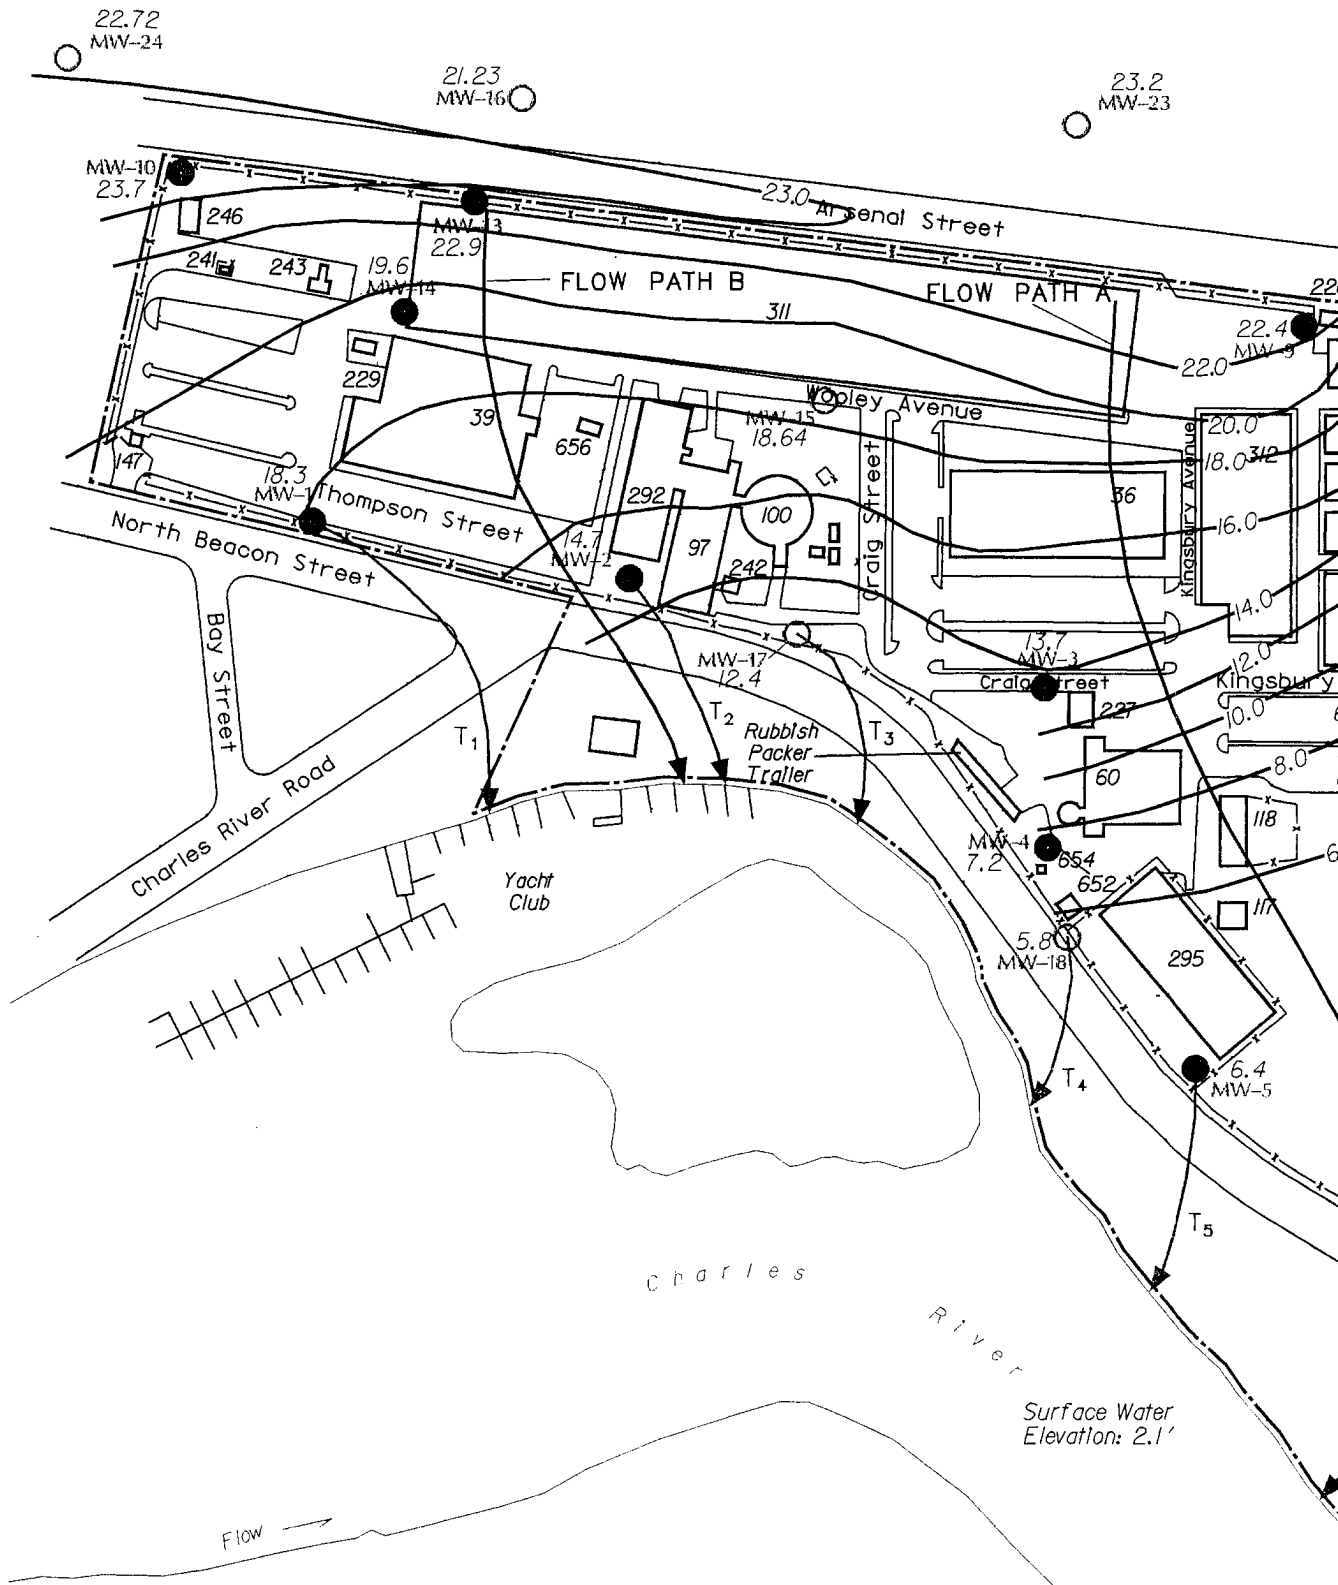 22.72
MW-24
21.23
MW-16
23.2
MW-23
MW-10
23.7
23.0
Arsenal Street
246
MW-13
22.9
241
243
19.6
MW-14
FLOW PATH B
FLOW PATH A
311
22.4
MW-9
22.0
229
39
656
Wooley Avenue
MW-15
18.64
20.0
18.0
312
147
18.3
MW-1
Thompson Street
292
100
Craig Street
36
Kingsbury Avenue
16.0
North Beacon Street
14.7
MW-2
97
242
14.0
Bay Street
MW-17
12.4
13.7
MW-3
Craig Street
12.0
Kingsbury
227
10.0
T1
T2
T3
Rubbish
Packer
Trailer
60
8.0
Charles River Road
118
MW-4
7.2
654
652
Yacht
Club
117
5.8
MW-18
295
6.4
MW-5
T4
T5
Charles
River
Surface Water
Elevation: 2.1'
Flow